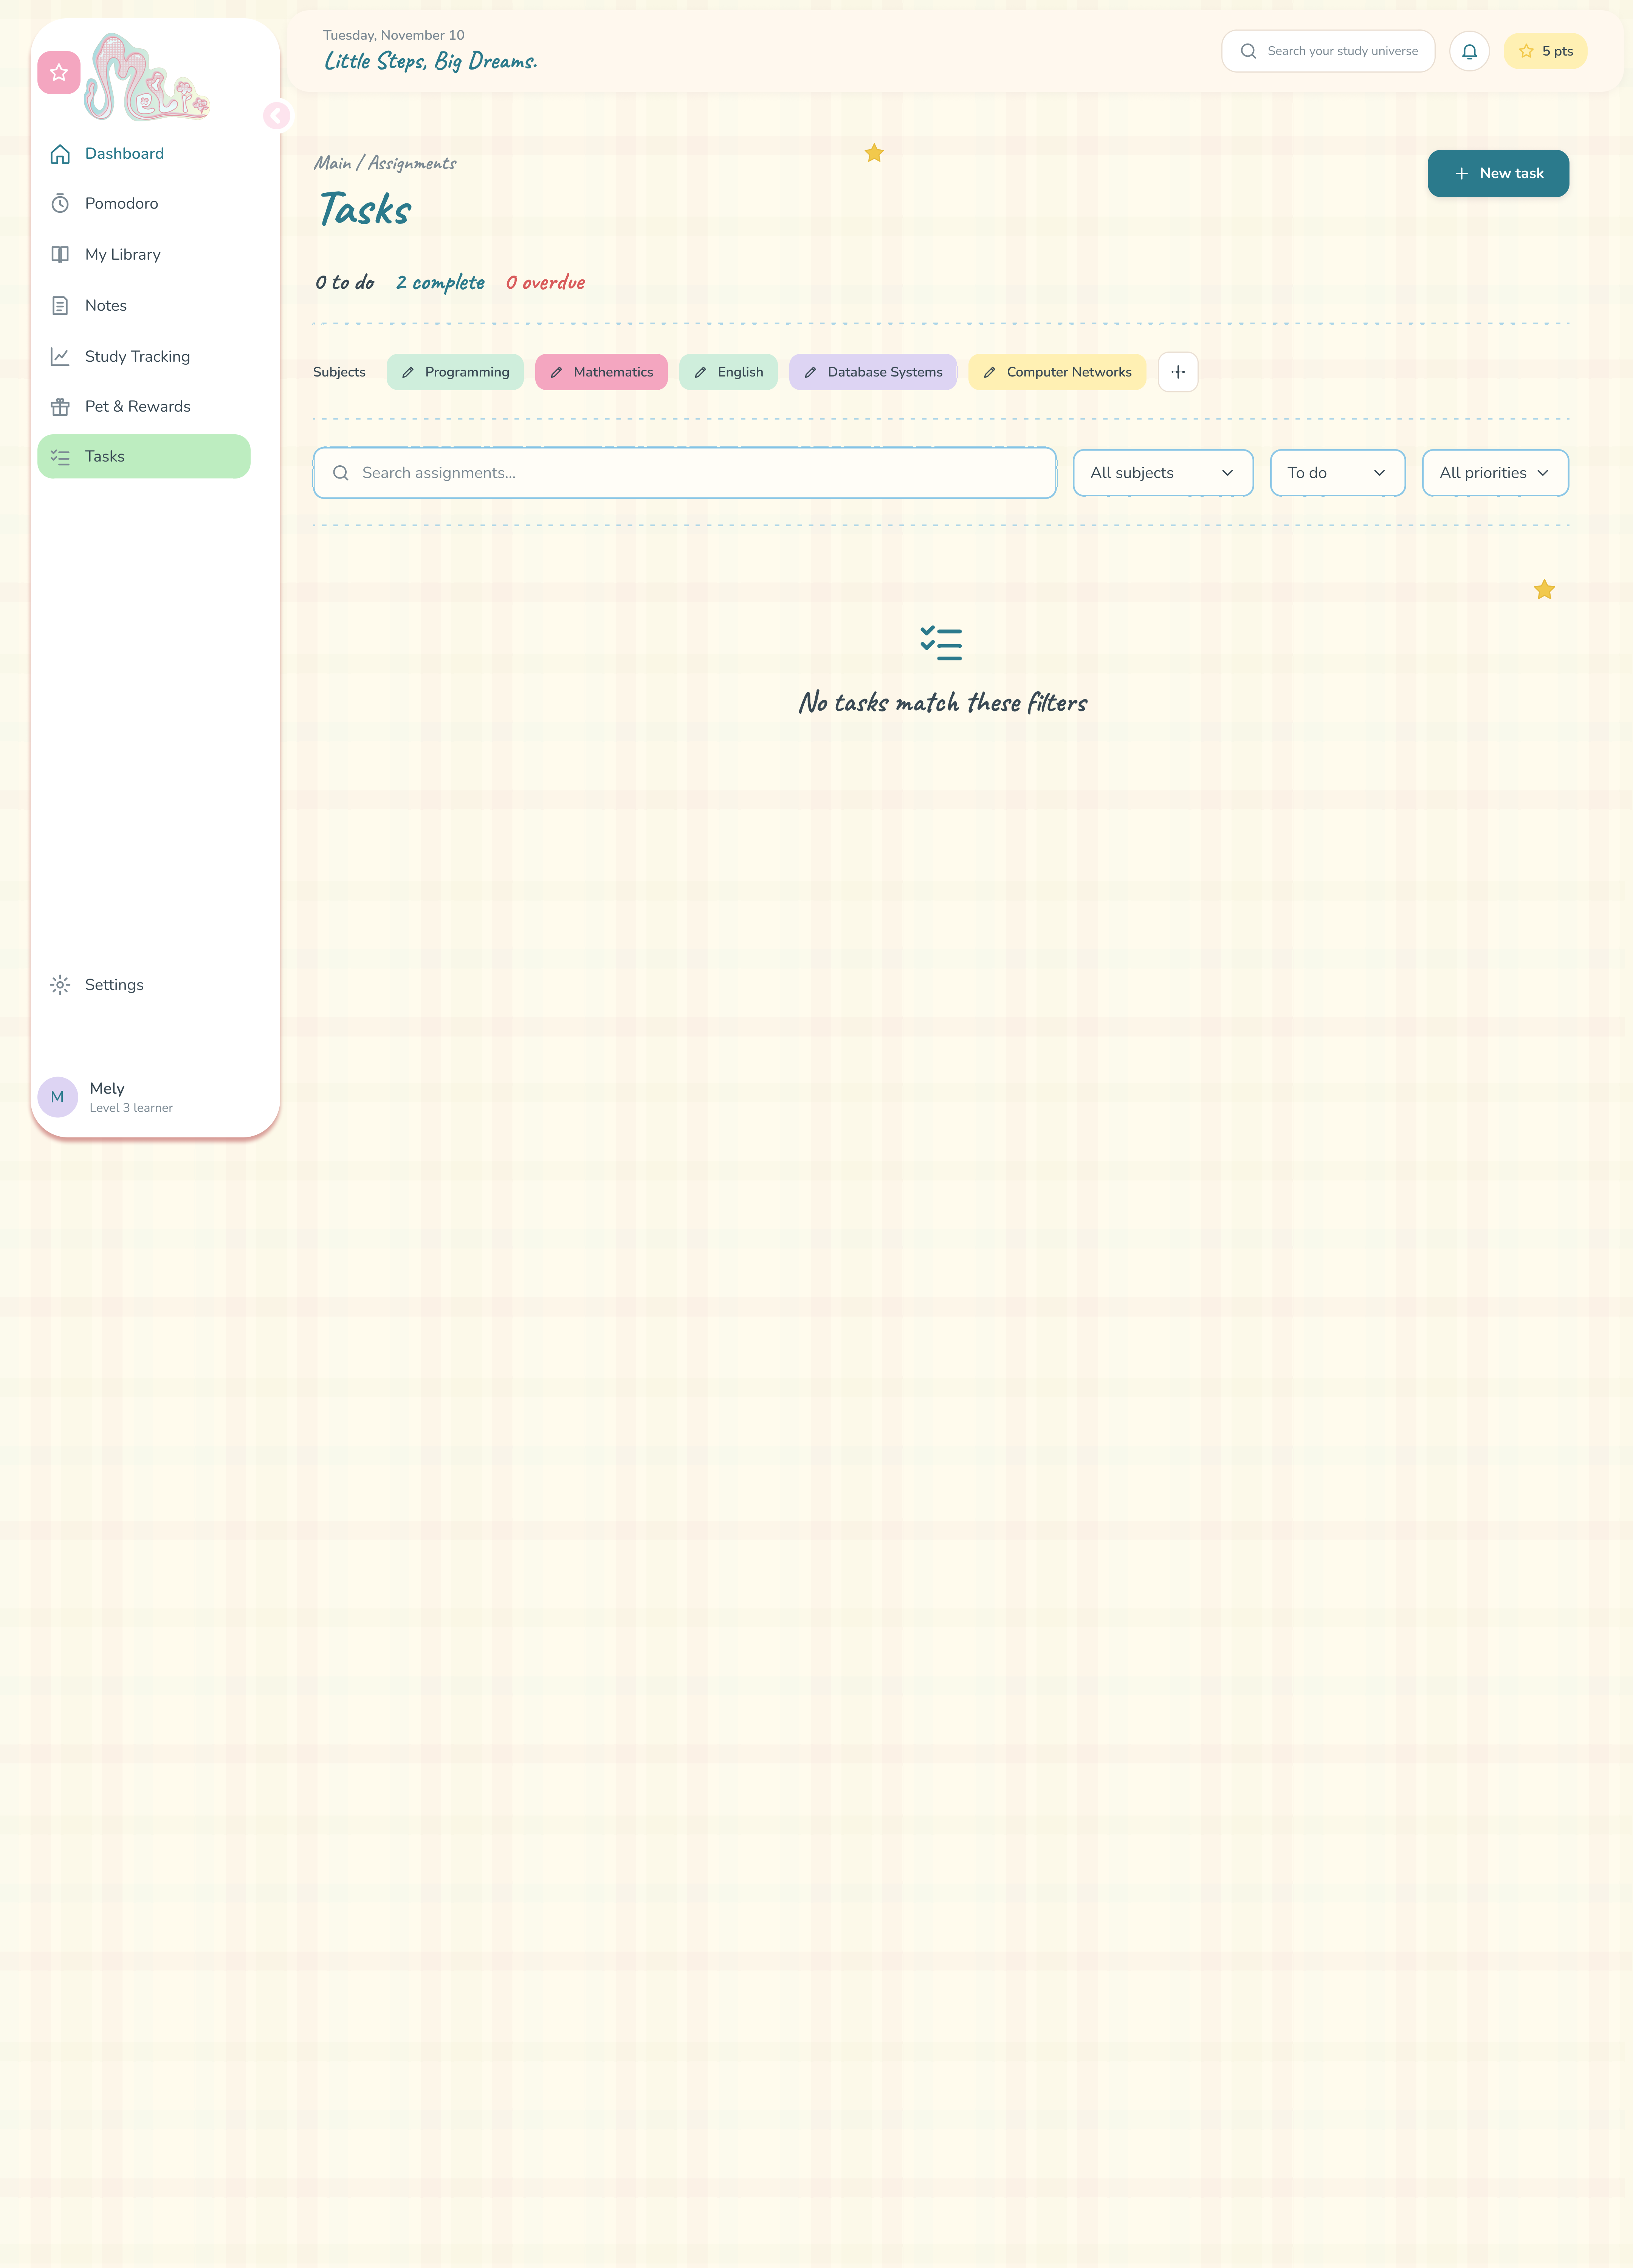 Meli
Dashboard
Pomodoro
My Library
Notes
Study Tracking
Pet & Rewards
Tasks
Settings
M
Mely
Level 3 learner
Tuesday, November 10
Little Steps, Big Dreams.
Search your study universe
5 pts
Main / Assignments
Tasks
New task
0 to do 2 complete 0 overdue
Subjects Programming Mathematics English Database Systems Computer Networks
Search assignments... All subjects To do All priorities
No tasks match these filters